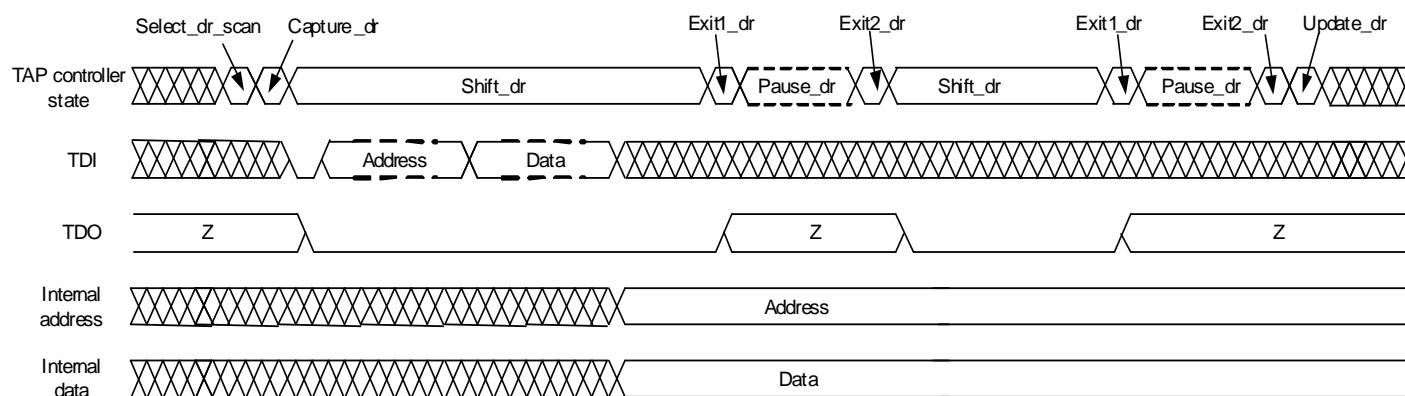 Select_dr_scan Capture_dr Exit1_dr Exit2_dr Exit1_dr Exit2_dr Update_dr
TAP controller
state
Shift_dr Pause_dr Shift_dr Pause_dr
TDI Address Data
TDO Z Z Z
Internal
address
Address
Internal
data
Data